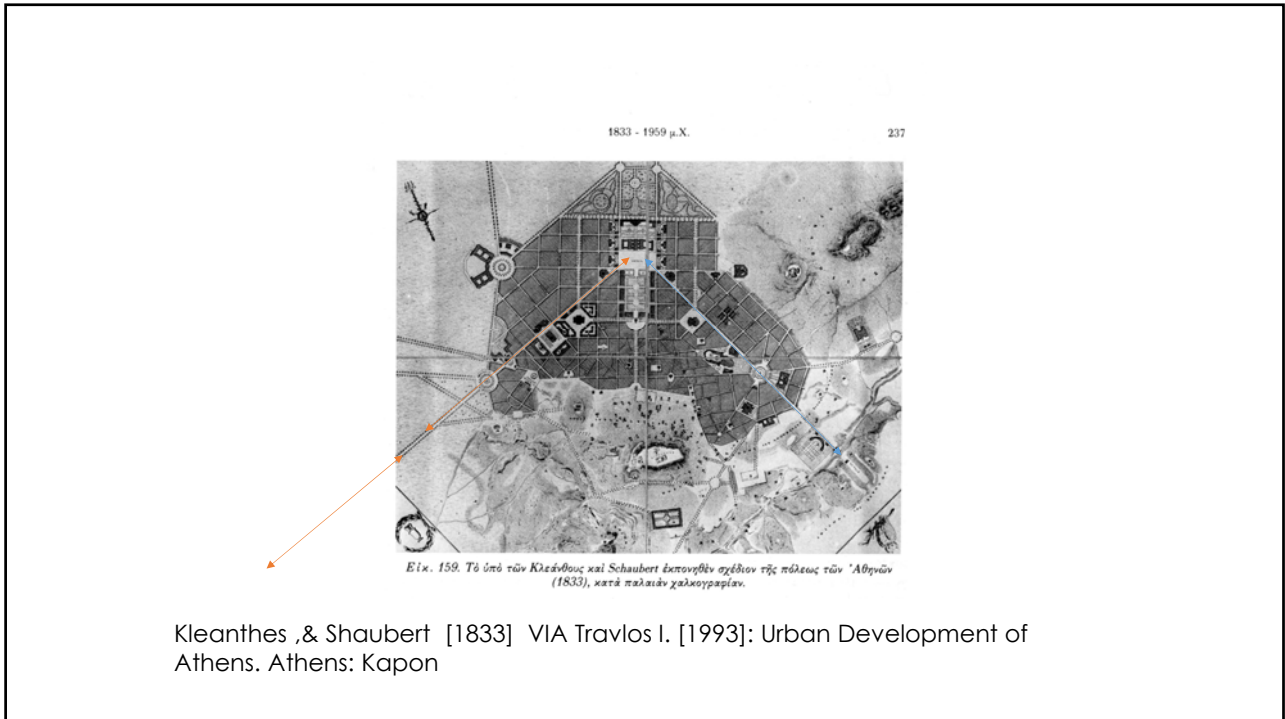 1833 - 1959 μ.Χ.
237
Εἰκ. 159. Τὸ ὑπὸ τῶν Κλεάνθους καὶ Schaubert ἐκπονηθὲν σχέδιον τῆς πόλεως τῶν Ἀθηνῶν
(1833), κατὰ παλαιὰν χαλκογραφίαν.
Kleanthes ,& Shaubert [1833] VIA Travlos I. [1993]: Urban Development of
Athens. Athens: Kapon